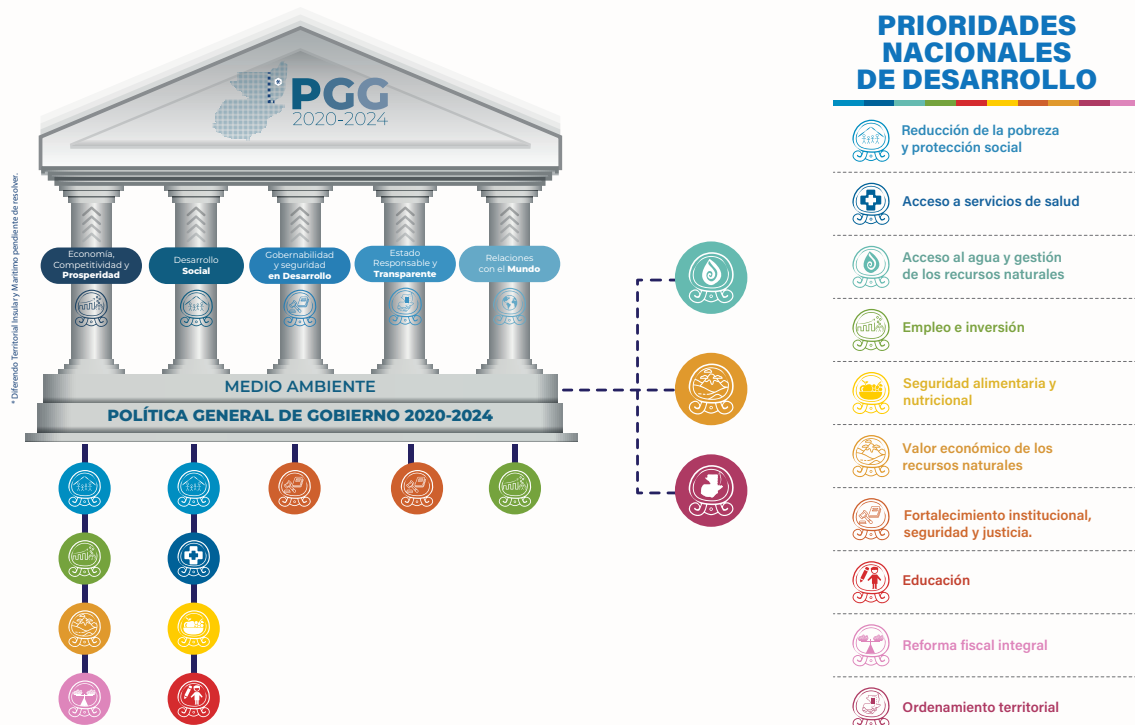 PGG
2020-2024
* Diferendo Territorial Insular y Marítimo pendiente de resolver.
Economía,
Competitividad y
Prosperidad
Desarrollo
Social
Gobernabilidad
y seguridad
en Desarrollo
Estado
Responsable y
Transparente
Relaciones
con el Mundo
MEDIO AMBIENTE
POLÍTICA GENERAL DE GOBIERNO 2020-2024
PRIORIDADES
NACIONALES
DE DESARROLLO
Reducción de la pobreza
y protección social
Acceso a servicios de salud
Acceso al agua y gestión
de los recursos naturales
Empleo e inversión
Seguridad alimentaria y
nutricional
Valor económico de los
recursos naturales
Fortalecimiento institucional,
seguridad y justicia.
Educación
Reforma fiscal integral
Ordenamiento territorial